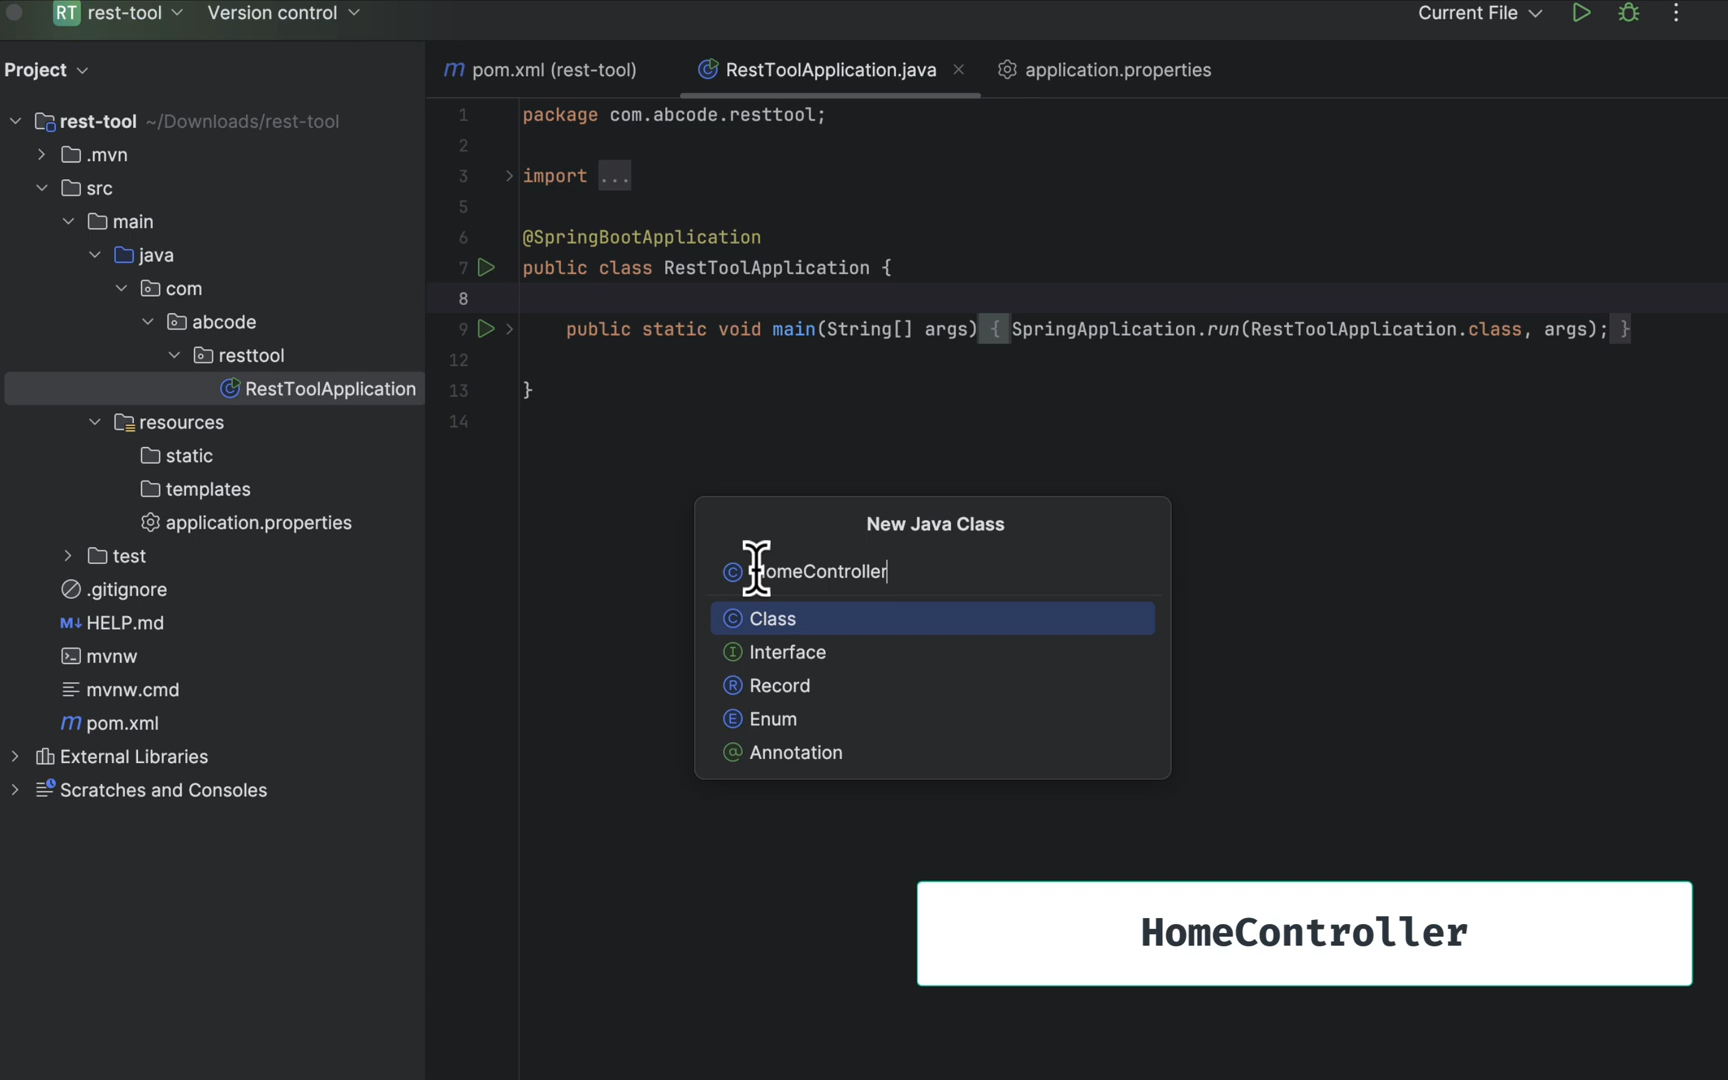 RT rest-tool Version control Current File
Project
pom.xml (rest-tool) RestToolApplication.java application.properties
rest-tool ~/Downloads/rest-tool
.mvn
src
main
java
com
abcode
resttool
RestToolApplication
resources
static
templates
application.properties
test
.gitignore
HELP.md
mvnw
mvnw.cmd
pom.xml
External Libraries
Scratches and Consoles
1 package com.abcode.resttool;
2
3 import ...
5
6 @SpringBootApplication
7 public class RestToolApplication {
8
9 public static void main(String[] args) { SpringApplication.run(RestToolApplication.class, args); }
12
13 }
14
New Java Class
HomeController
Class
Interface
Record
Enum
Annotation
HomeController